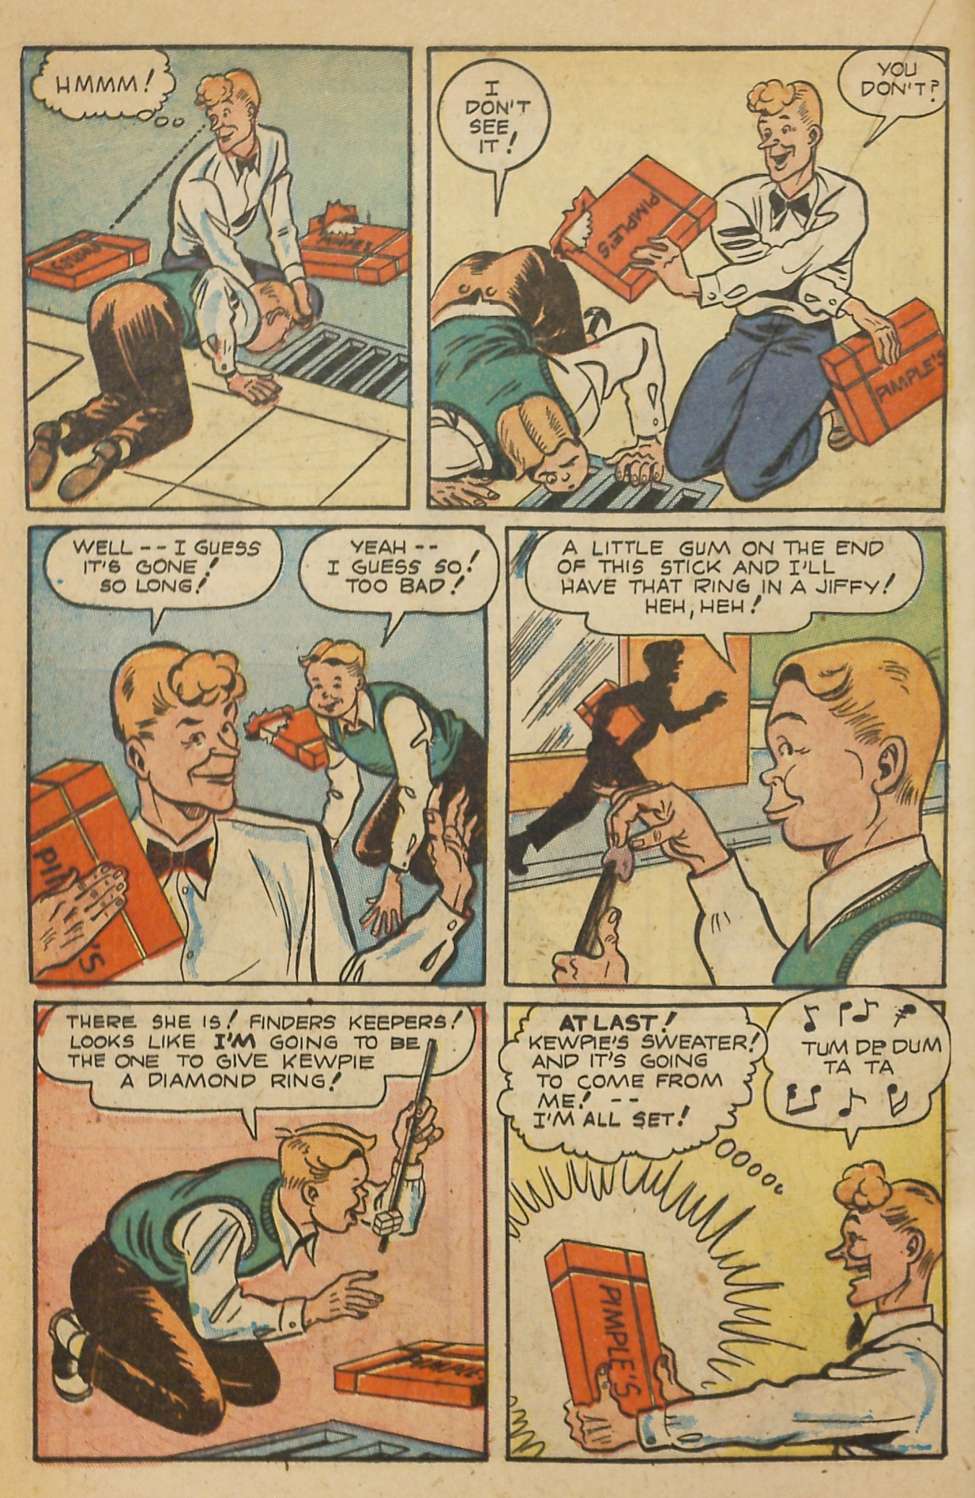 HMMM!
PIMPLE'S
I
DON'T
SEE
IT!
YOU
DON'T?
PIMPLE'S
PIMPLE'S
WELL -- I GUESS
IT'S GONE!
SO LONG!
YEAH --
I GUESS SO!
TOO BAD!
A LITTLE GUM ON THE END
OF THIS STICK AND I'LL
HAVE THAT RING IN A JIFFY!
HEH, HEH!
THERE SHE IS! FINDERS KEEPERS!
LOOKS LIKE I'M GOING TO BE
THE ONE TO GIVE KEWPIE
A DIAMOND RING!
AT LAST!
KEWPIE'S SWEATER!
AND IT'S GOING
TO COME FROM
ME! --
I'M ALL SET!
TUM DE DUM
TA TA
PIMPLE'S